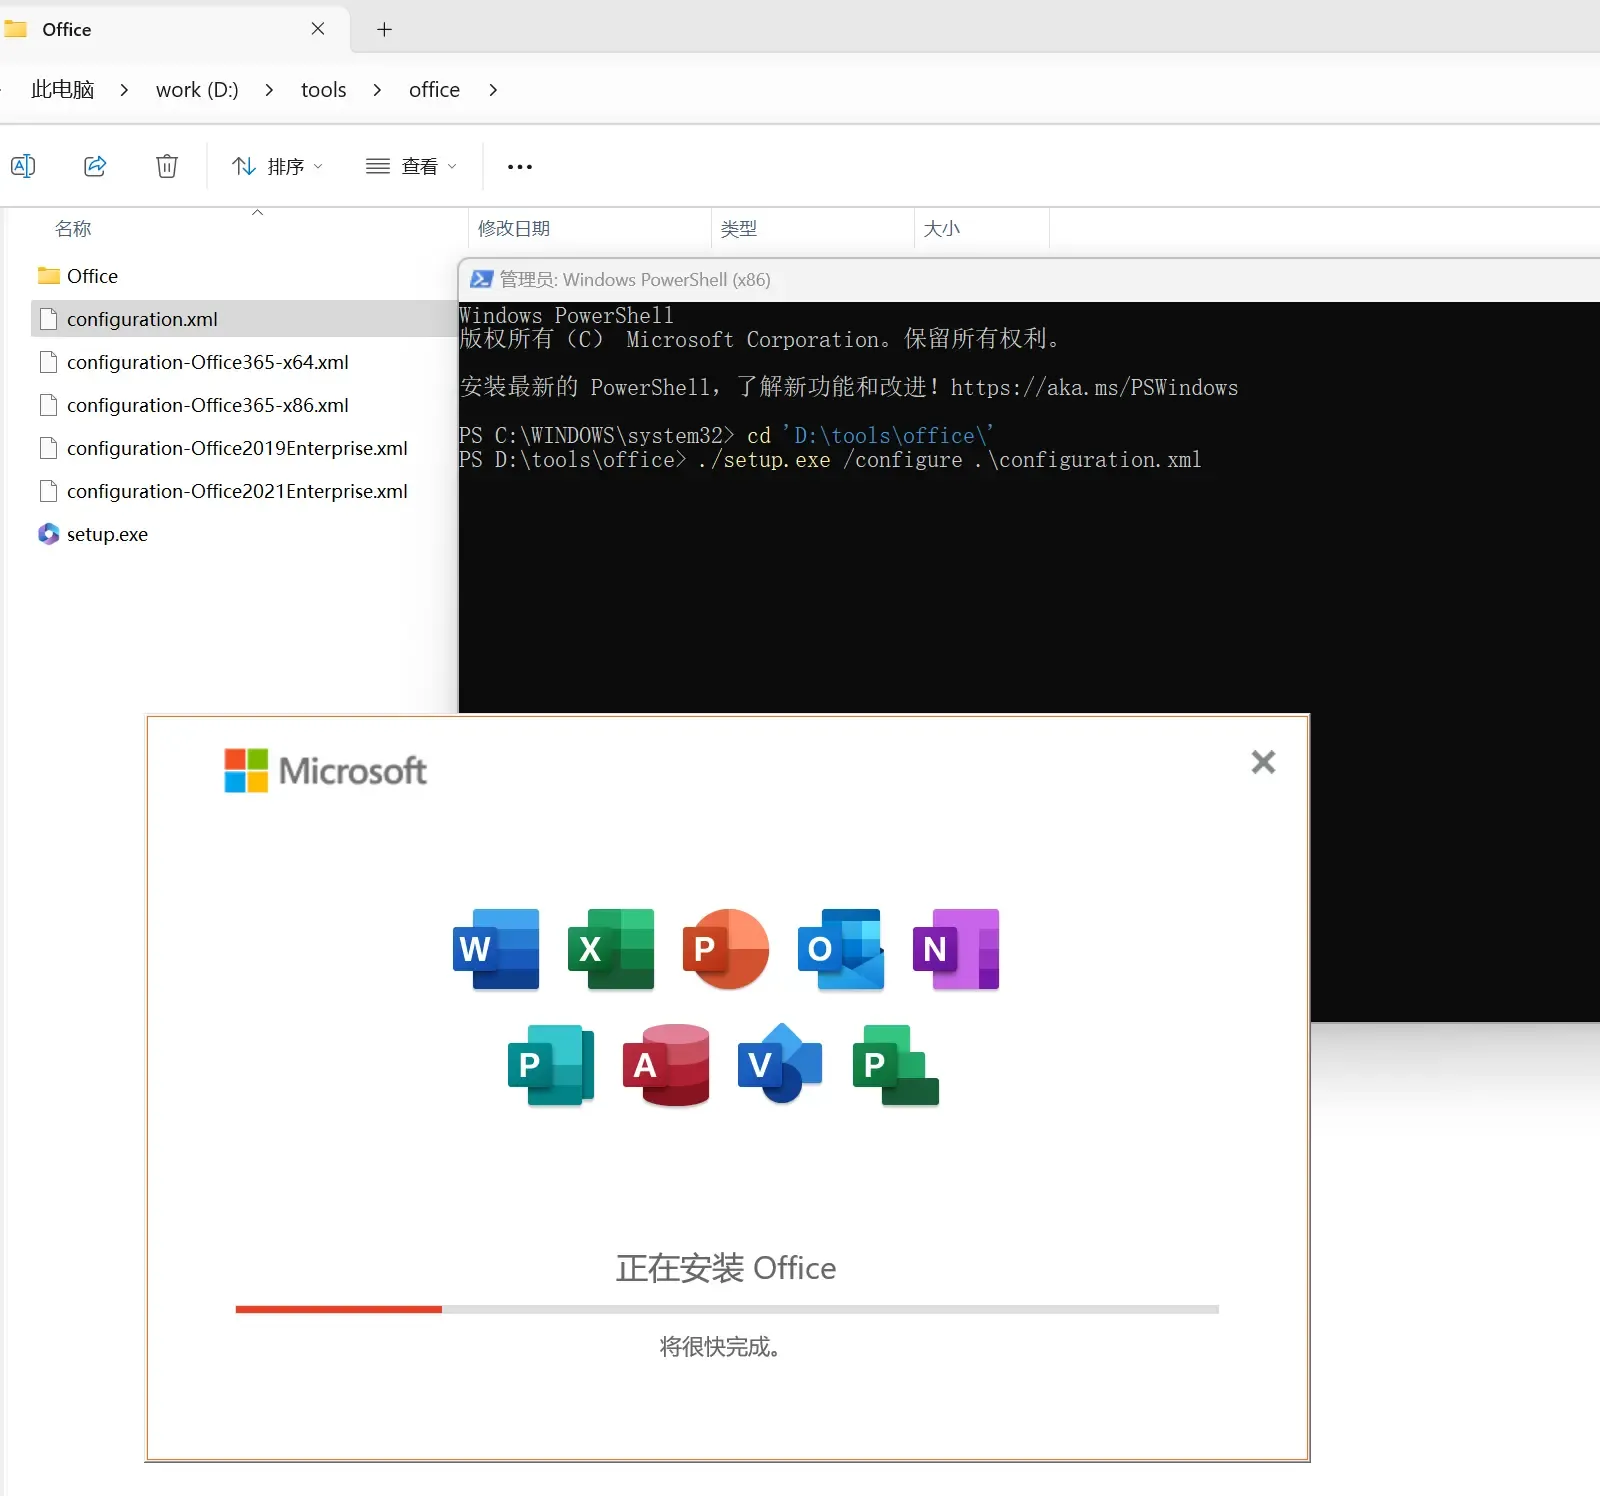 Office
此电脑 > work (D:) > tools > office >
排序 查看
名称 修改日期 类型 大小
Office
configuration.xml
configuration-Office365-x64.xml
configuration-Office365-x86.xml
configuration-Office2019Enterprise.xml
configuration-Office2021Enterprise.xml
setup.exe
管理员: Windows PowerShell (x86)
Windows PowerShell
版权所有（C） Microsoft Corporation。保留所有权利。
安装最新的 PowerShell，了解新功能和改进！https://aka.ms/PSWindows
PS C:\WINDOWS\system32> cd 'D:\tools\office\'
PS D:\tools\office> ./setup.exe /configure .\configuration.xml
Microsoft
W X P O N
P A V P
正在安装 Office
将很快完成。